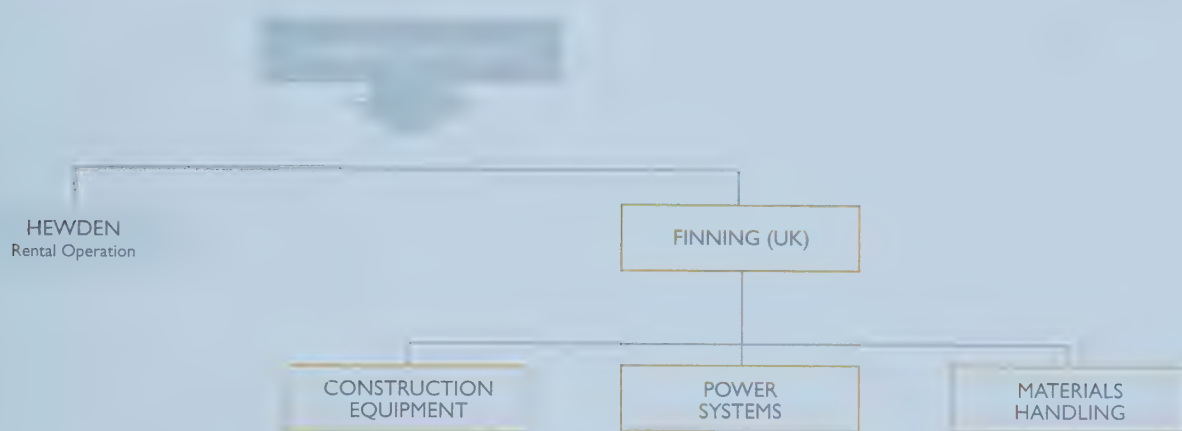 HEWDEN
Rental Operation
FINNING (UK)
CONSTRUCTION
EQUIPMENT
POWER
SYSTEMS
MATERIALS
HANDLING